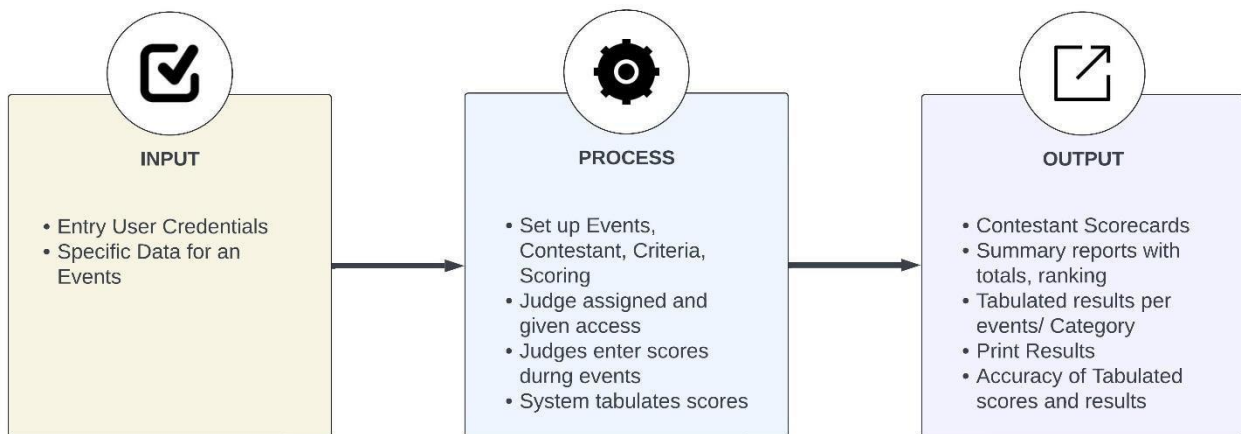 INPUT
• Entry User Credentials
• Specific Data for an
Events
PROCESS
• Set up Events,
Contestant, Criteria,
Scoring
• Judge assigned and
given access
• Judges enter scores
durng events
• System tabulates scores
OUTPUT
• Contestant Scorecards
• Summary reports with
totals, ranking
• Tabulated results per
events/ Category
• Print Results
• Accuracy of Tabulated
scores and results